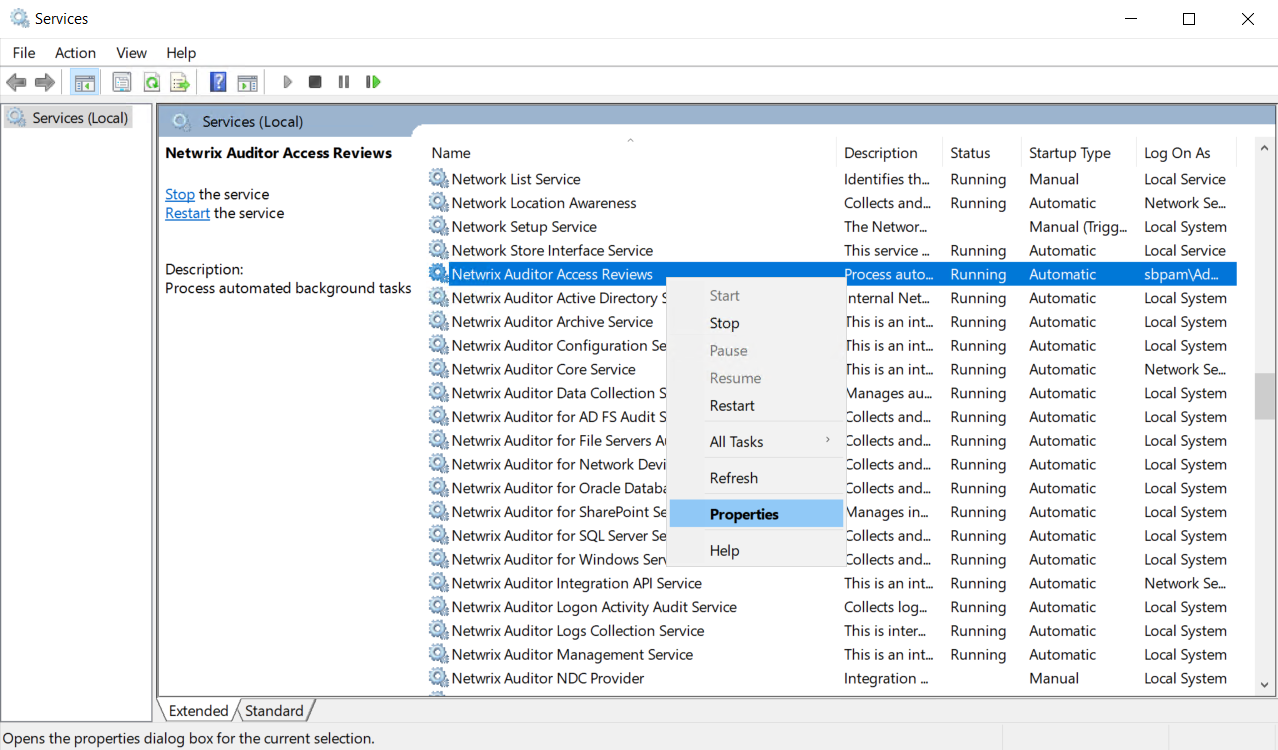 Services
File Action View Help
Services (Local)
Services (Local)
Netwrix Auditor Access Reviews
Stop the service
Restart the service
Description:
Process automated background tasks
Name Description Status Startup Type Log On As
Network List Service Identifies th... Running Manual Local Service
Network Location Awareness Collects and... Running Automatic Network Se...
Network Setup Service The Networ... Manual (Trigg... Local System
Network Store Interface Service This service ... Running Automatic Local Service
Netwrix Auditor Access Reviews Process auto... Running Automatic sbpam\Ad...
Netwrix Auditor Active Directory S Internal Net... Running Automatic Local System
Netwrix Auditor Archive Service This is an int... Running Automatic Local System
Netwrix Auditor Configuration Se This is an int... Running Automatic Local System
Netwrix Auditor Core Service This is an int... Running Automatic Network Se...
Netwrix Auditor Data Collection S Manages au... Running Automatic Local System
Netwrix Auditor for AD FS Audit S Collects and... Running Automatic Local System
Netwrix Auditor for File Servers Au Collects and... Running Automatic Local System
Netwrix Auditor for Network Devi Collects and... Running Automatic Local System
Netwrix Auditor for Oracle Databa Collects and... Running Automatic Local System
Netwrix Auditor for SharePoint Se Manages in... Running Automatic Local System
Netwrix Auditor for SQL Server Se Collects and... Running Automatic Local System
Netwrix Auditor for Windows Serv Collects and... Running Automatic Local System
Netwrix Auditor Integration API Service This is an int... Running Automatic Network Se...
Netwrix Auditor Logon Activity Audit Service Collects log... Running Automatic Local System
Netwrix Auditor Logs Collection Service This is inter... Running Automatic Local System
Netwrix Auditor Management Service This is an int... Running Automatic Local System
Netwrix Auditor NDC Provider Integration ... Manual Local System
Start
Stop
Pause
Resume
Restart
All Tasks
Refresh
Properties
Help
Extended Standard
Opens the properties dialog box for the current selection.